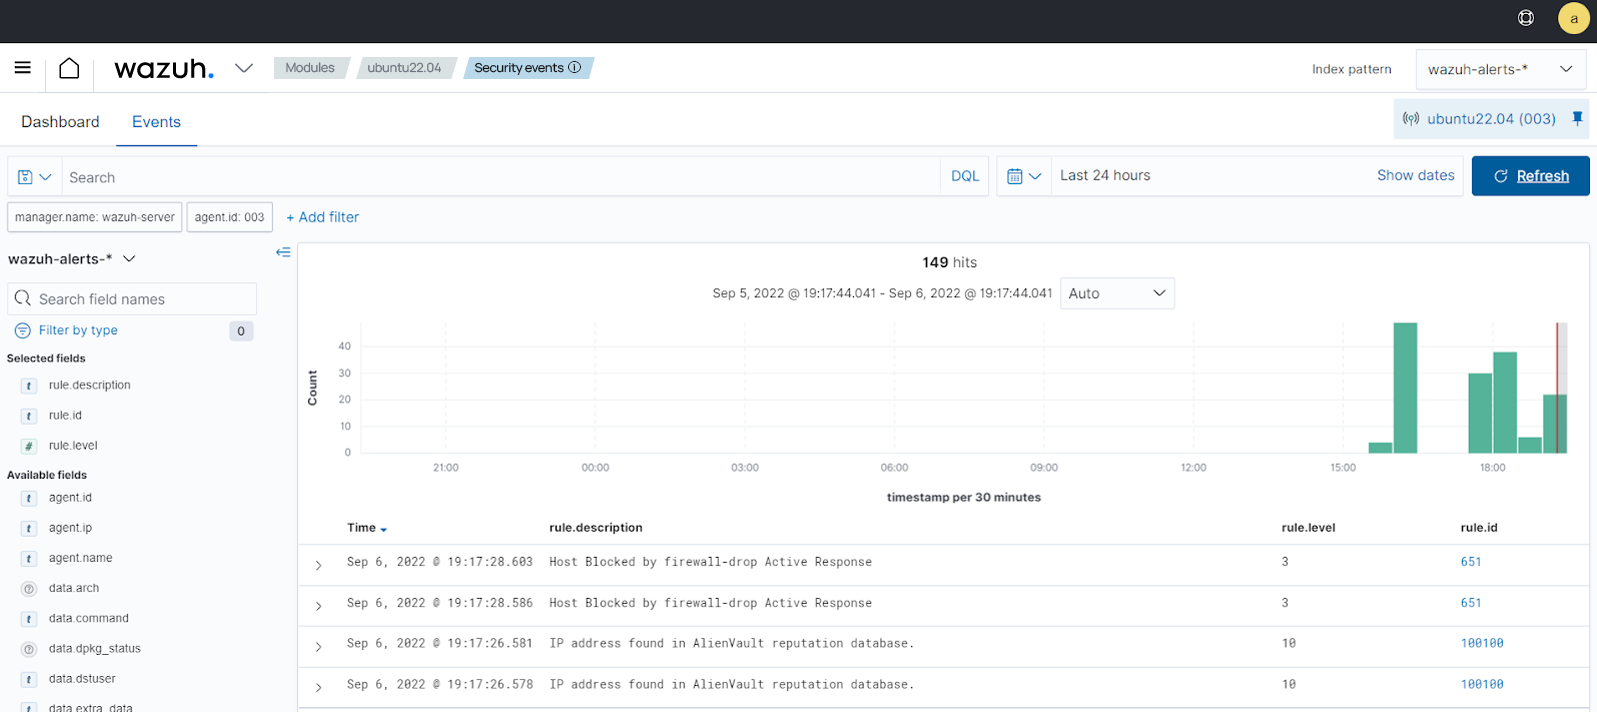 a
wazuh.
Modules
ubuntu22.04
Security events
Index pattern
wazuh-alerts-*
Dashboard
Events
ubuntu22.04 (003)
Search
DQL
Last 24 hours
Show dates
Refresh
manager.name: wazuh-server
agent.id: 003
+ Add filter
wazuh-alerts-*
Search field names
Filter by type
0
Selected fields
t rule.description
t rule.id
# rule.level
Available fields
t agent.id
t agent.ip
t agent.name
? data.arch
t data.command
? data.dpkg_status
t data.dstuser
t data.extra_data
149 hits
Sep 5, 2022 @ 19:17:44.041 - Sep 6, 2022 @ 19:17:44.041
Auto
Count
40
30
20
10
0
21:00 00:00 03:00 06:00 09:00 12:00 15:00 18:00
timestamp per 30 minutes
Time rule.description rule.level rule.id
Sep 6, 2022 @ 19:17:28.603 Host Blocked by firewall-drop Active Response 3 651
Sep 6, 2022 @ 19:17:28.586 Host Blocked by firewall-drop Active Response 3 651
Sep 6, 2022 @ 19:17:26.581 IP address found in AlienVault reputation database. 10 100100
Sep 6, 2022 @ 19:17:26.578 IP address found in AlienVault reputation database. 10 100100